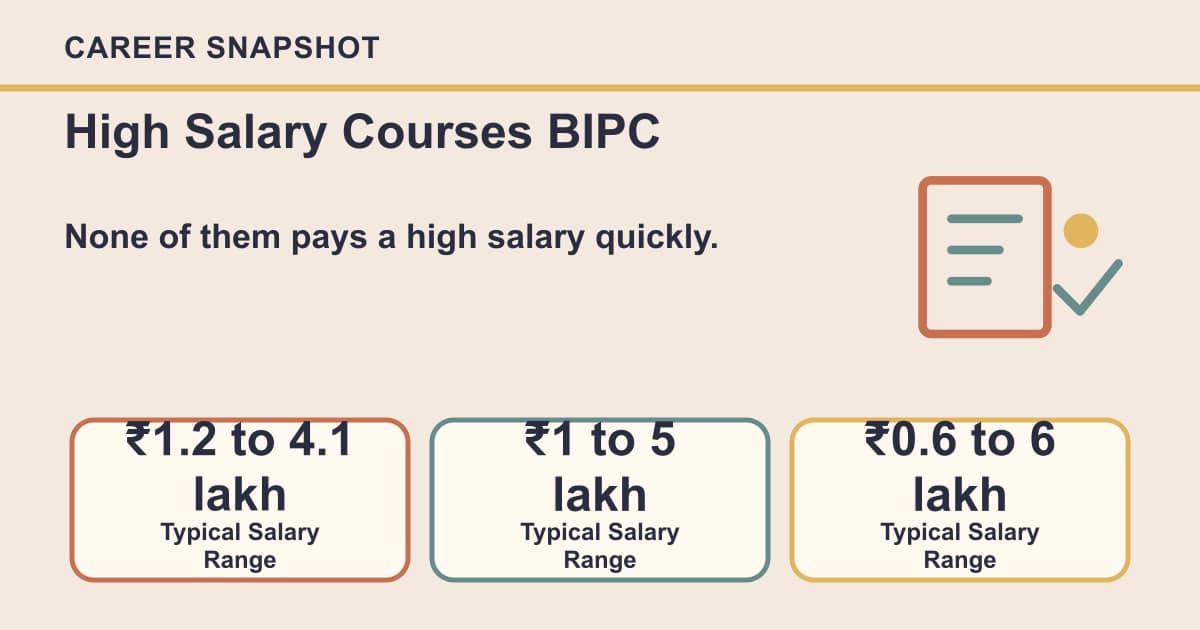 CAREER SNAPSHOT
High Salary Courses BIPC
None of them pays a high salary quickly.
₹1.2 to 4.1
lakh
Typical Salary
Range
₹1 to 5
lakh
Typical Salary
Range
₹0.6 to 6
lakh
Typical Salary
Range